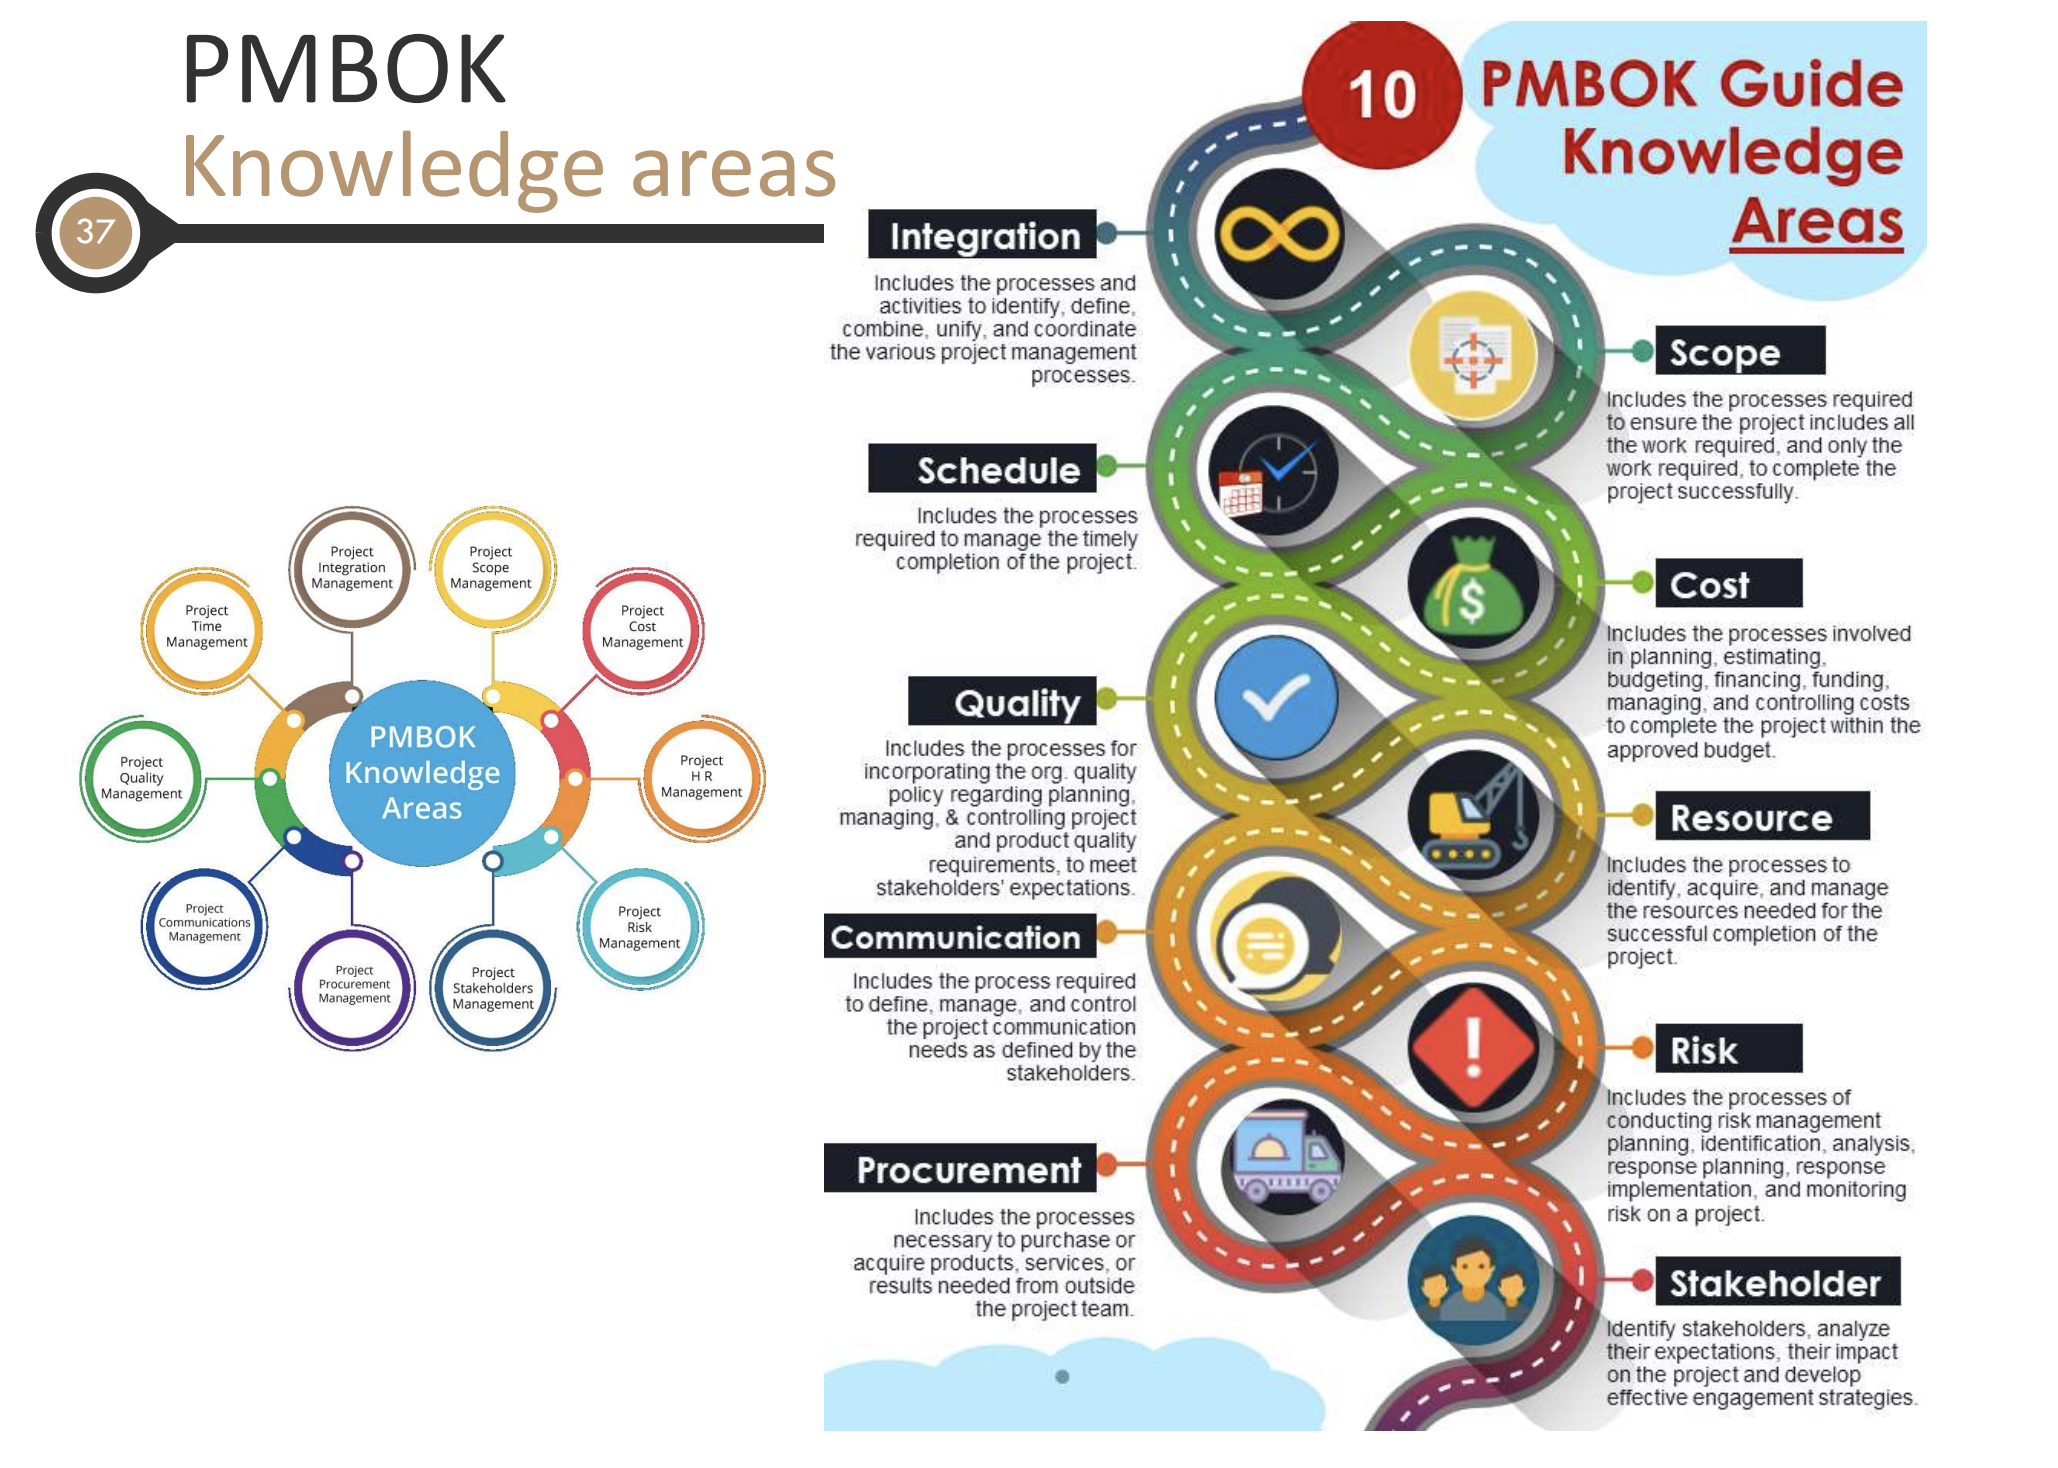 PMBOK
Knowledge areas
37
Project
Integration
Management
Project
Scope
Management
Project
Time
Management
Project
Cost
Management
Project
Quality
Management
PMBOK
Knowledge
Areas
Project
H R
Management
Project
Communications
Management
Project
Risk
Management
Project
Procurement
Management
Project
Stakeholders
Management
10
PMBOK Guide
Knowledge
Areas
Integration
Includes the processes and
activities to identify, define,
combine, unify, and coordinate
the various project management
processes.
Scope
Includes the processes required
to ensure the project includes all
the work required, and only the
work required, to complete the
project successfully.
Schedule
Includes the processes
required to manage the timely
completion of the project.
$
Cost
Includes the processes involved
in planning, estimating,
budgeting, financing, funding,
managing, and controlling costs
to complete the project within the
approved budget.
Quality
Includes the processes for
incorporating the org. quality
policy regarding planning,
managing, & controlling project
and product quality
requirements, to meet
stakeholders' expectations.
Resource
Includes the processes to
identify, acquire, and manage
the resources needed for the
successful completion of the
project.
Communication
Includes the process required
to define, manage, and control
the project communication
needs as defined by the
stakeholders.
!
Risk
Includes the processes of
conducting risk management
planning, identification, analysis,
response planning, response
implementation, and monitoring
risk on a project.
Procurement
Includes the processes
necessary to purchase or
acquire products, services, or
results needed from outside
the project team.
Stakeholder
Identify stakeholders, analyze
their expectations, their impact
on the project and develop
effective engagement strategies.